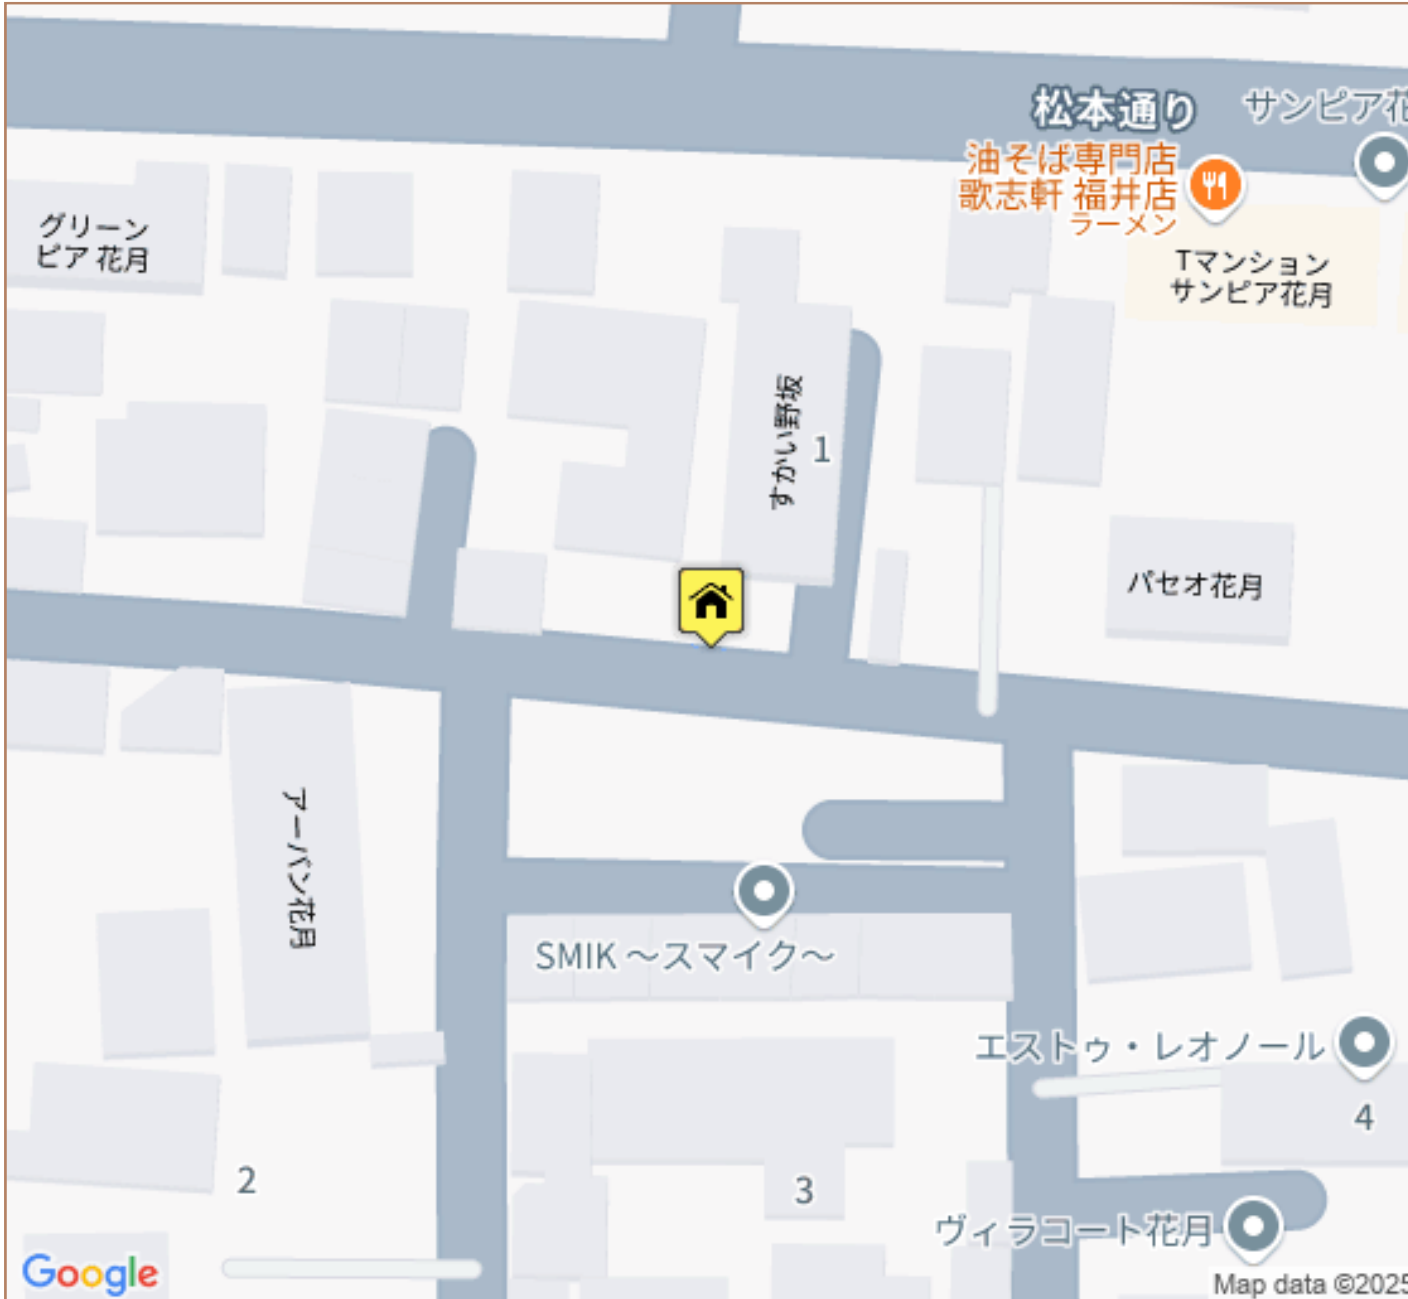 松本通り
サンピア花
油そば専門店
歌志軒 福井店
ラーメン
グリーン
ピア 花月
Tマンション
サンピア花月
すかい野坂
1
パセオ花月
アーバン花月
SMIK ～スマイク～
エストゥ・レオノール
4
2
3
ヴィラコート花月
Google
Map data ©2025